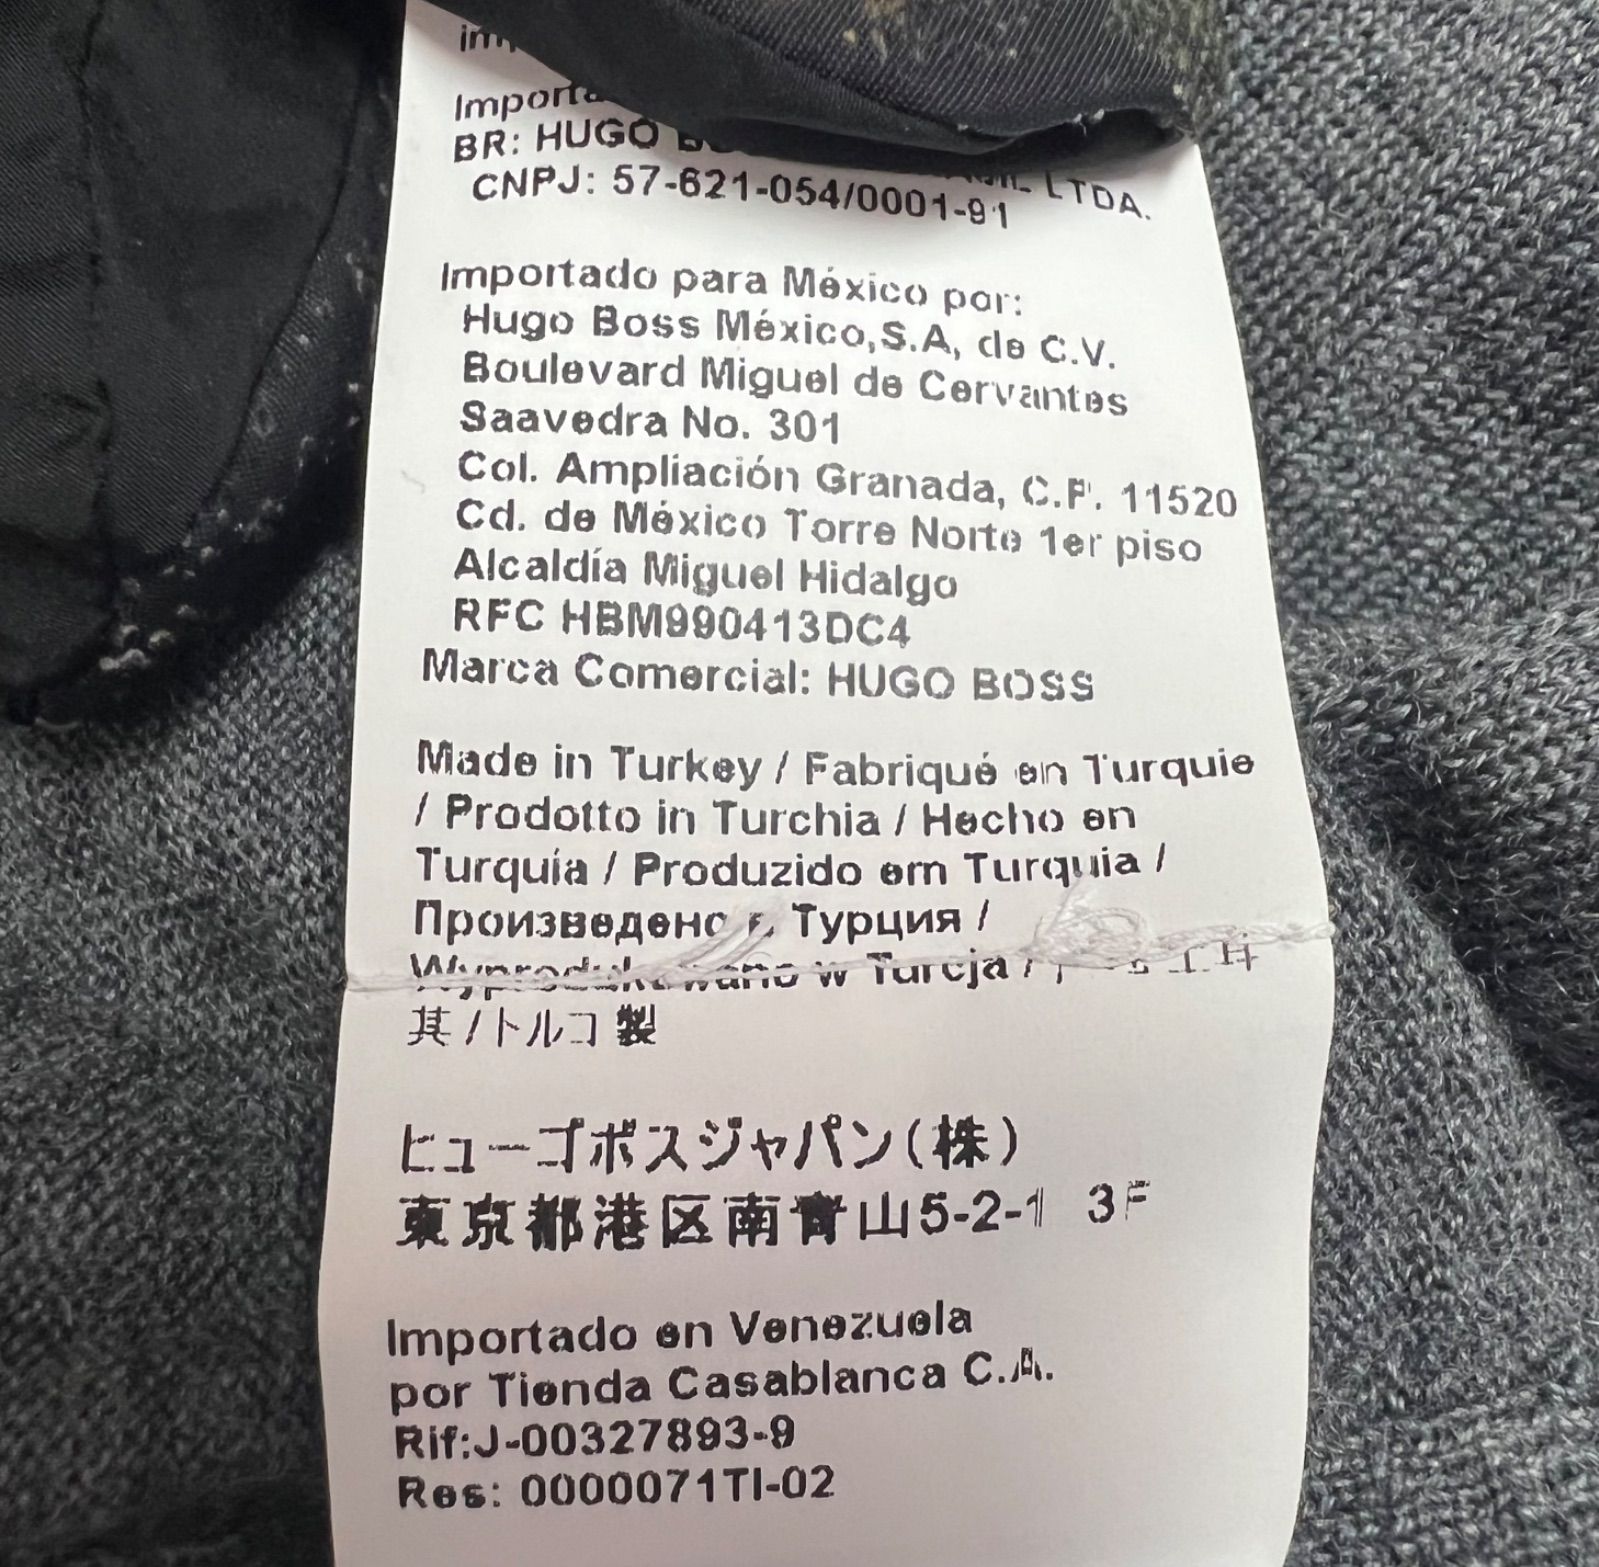 BR: HUGO
LTDA.
CNPJ: 57-621-054/0001-91
Importado para México por:
Hugo Boss México,S.A, de C.V.
Boulevard Miguel de Cervantes
Saavedra No. 301
Col. Ampliación Granada, C.P. 11520
Cd. de México Torre Norte 1er piso
Alcaldía Miguel Hidalgo
RFC HBM990413DC4
Marca Comercial: HUGO BOSS
Made in Turkey / Fabriqué en Turquie
/ Prodotto in Turchia / Hecho en
Turquía / Produzido em Turquia /
Произведено Турция /
Wyprodukowano w Turcja /
其 / トルコ 製
ヒューゴボスジャパン(株)
東京都港区南青山5-2-1 3F
Importado en Venezuela
por Tienda Casablanca C.A.
Rif:J-00327893-9
Res: 0000071TI-02